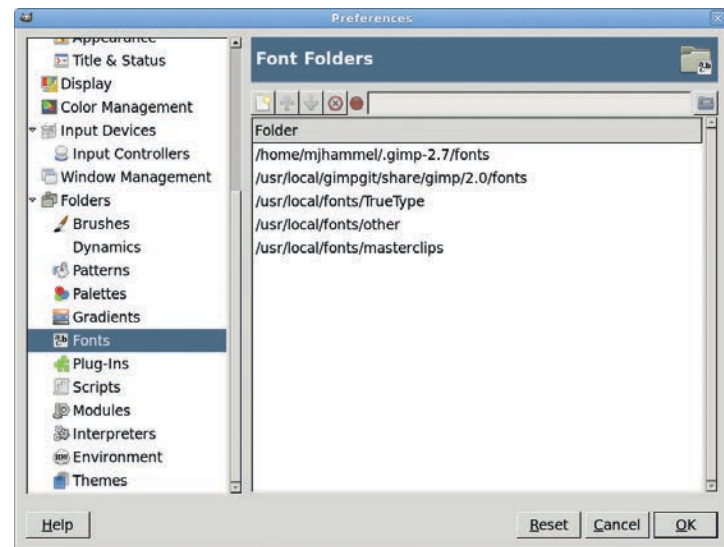 Preferences
Appearance
Title & Status
Display
Color Management
Input Devices
Input Controllers
Window Management
Folders
Brushes
Dynamics
Patterns
Palettes
Gradients
Fonts
Plug-Ins
Scripts
Modules
Interpreters
Environment
Themes
Font Folders
Folder
/home/mjhammel/.gimp-2.7/fonts
/usr/local/gimpgit/share/gimp/2.0/fonts
/usr/local/fonts/TrueType
/usr/local/fonts/other
/usr/local/fonts/masterclips
Help
Reset
Cancel
OK